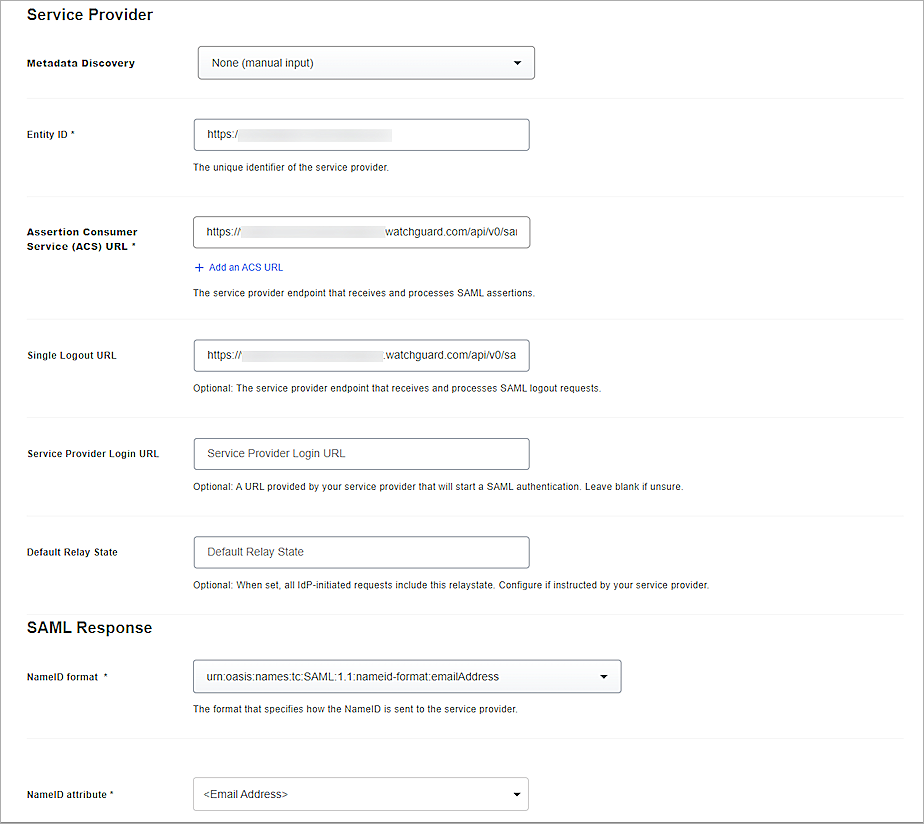 Service Provider
Metadata Discovery
None (manual input)
Entity ID *
https:/
The unique identifier of the service provider.
Assertion Consumer
Service (ACS) URL *
https:// watchguard.com/api/v0/sa
+ Add an ACS URL
The service provider endpoint that receives and processes SAML assertions.
Single Logout URL
https:// .watchguard.com/api/v0/sa
Optional: The service provider endpoint that receives and processes SAML logout requests.
Service Provider Login URL
Service Provider Login URL
Optional: A URL provided by your service provider that will start a SAML authentication. Leave blank if unsure.
Default Relay State
Default Relay State
Optional: When set, all IdP-initiated requests include this relaystate. Configure if instructed by your service provider.
SAML Response
NameID format *
urn:oasis:names:tc:SAML:1.1:nameid-format:emailAddress
The format that specifies how the NameID is sent to the service provider.
NameID attribute *
<Email Address>